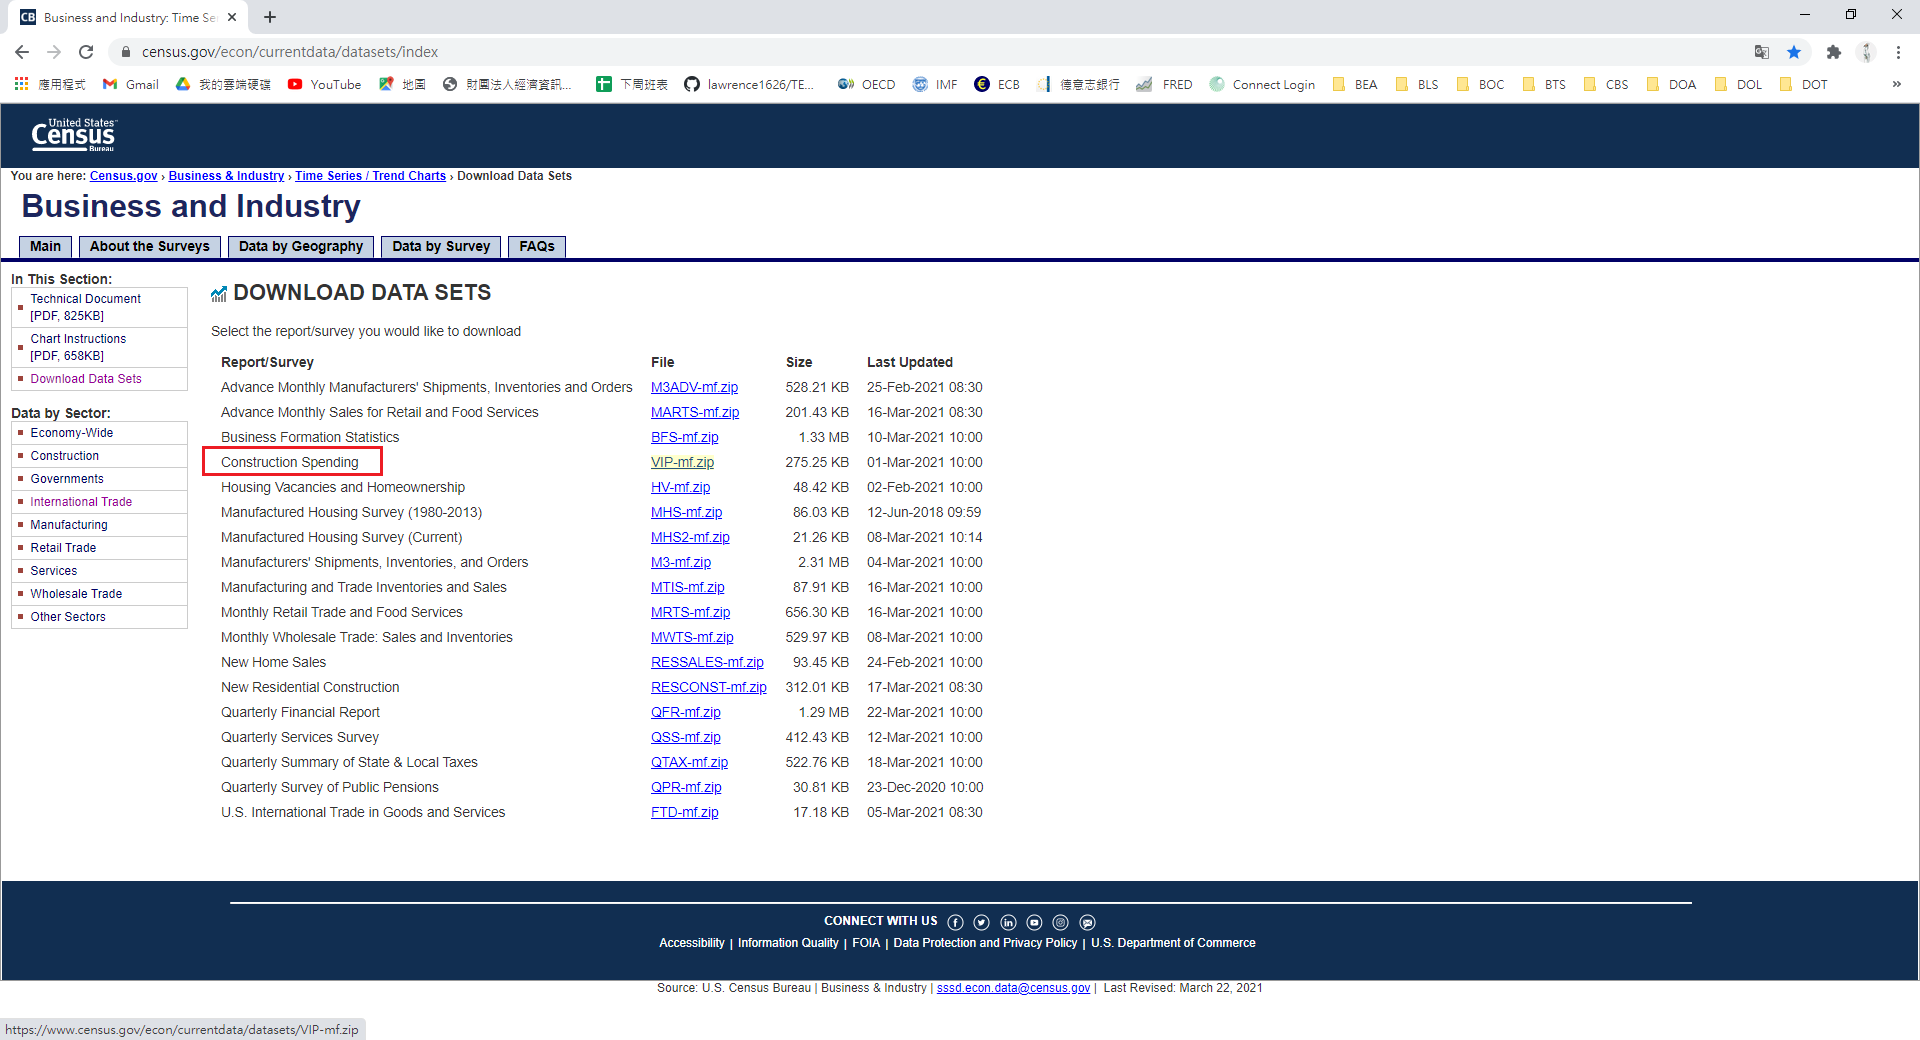 Business and Industry: Time Se
census.gov/econ/currentdata/datasets/index
應用程式 Gmail 我的雲端硬碟 YouTube 地圖 財團法人經濟資訊... 下周班表 lawrence1626/TE... OECD IMF ECB 德意志銀行 FRED Connect Login BEA BLS BOC BTS CBS DOA DOL DOT »
United States™
Census
Bureau
You are here: Census.gov › Business & Industry › Time Series / Trend Charts › Download Data Sets
Business and Industry
Main About the Surveys Data by Geography Data by Survey FAQs
In This Section:
Technical Document
[PDF, 825KB]
Chart Instructions
[PDF, 658KB]
Download Data Sets
Data by Sector:
Economy-Wide
Construction
Governments
International Trade
Manufacturing
Retail Trade
Services
Wholesale Trade
Other Sectors
DOWNLOAD DATA SETS
Select the report/survey you would like to download
Report/Survey File Size Last Updated
Advance Monthly Manufacturers' Shipments, Inventories and Orders M3ADV-mf.zip 528.21 KB 25-Feb-2021 08:30
Advance Monthly Sales for Retail and Food Services MARTS-mf.zip 201.43 KB 16-Mar-2021 08:30
Business Formation Statistics BFS-mf.zip 1.33 MB 10-Mar-2021 10:00
Construction Spending VIP-mf.zip 275.25 KB 01-Mar-2021 10:00
Housing Vacancies and Homeownership HV-mf.zip 48.42 KB 02-Feb-2021 10:00
Manufactured Housing Survey (1980-2013) MHS-mf.zip 86.03 KB 12-Jun-2018 09:59
Manufactured Housing Survey (Current) MHS2-mf.zip 21.26 KB 08-Mar-2021 10:14
Manufacturers' Shipments, Inventories, and Orders M3-mf.zip 2.31 MB 04-Mar-2021 10:00
Manufacturing and Trade Inventories and Sales MTIS-mf.zip 87.91 KB 16-Mar-2021 10:00
Monthly Retail Trade and Food Services MRTS-mf.zip 656.30 KB 16-Mar-2021 10:00
Monthly Wholesale Trade: Sales and Inventories MWTS-mf.zip 529.97 KB 08-Mar-2021 10:00
New Home Sales RESSALES-mf.zip 93.45 KB 24-Feb-2021 10:00
New Residential Construction RESCONST-mf.zip 312.01 KB 17-Mar-2021 08:30
Quarterly Financial Report QFR-mf.zip 1.29 MB 22-Mar-2021 10:00
Quarterly Services Survey QSS-mf.zip 412.43 KB 12-Mar-2021 10:00
Quarterly Summary of State & Local Taxes QTAX-mf.zip 522.76 KB 18-Mar-2021 10:00
Quarterly Survey of Public Pensions QPR-mf.zip 30.81 KB 23-Dec-2020 10:00
U.S. International Trade in Goods and Services FTD-mf.zip 17.18 KB 05-Mar-2021 08:30
CONNECT WITH US
Accessibility | Information Quality | FOIA | Data Protection and Privacy Policy | U.S. Department of Commerce
Source: U.S. Census Bureau | Business & Industry | sssd.econ.data@census.gov | Last Revised: March 22, 2021
https://www.census.gov/econ/currentdata/datasets/VIP-mf.zip